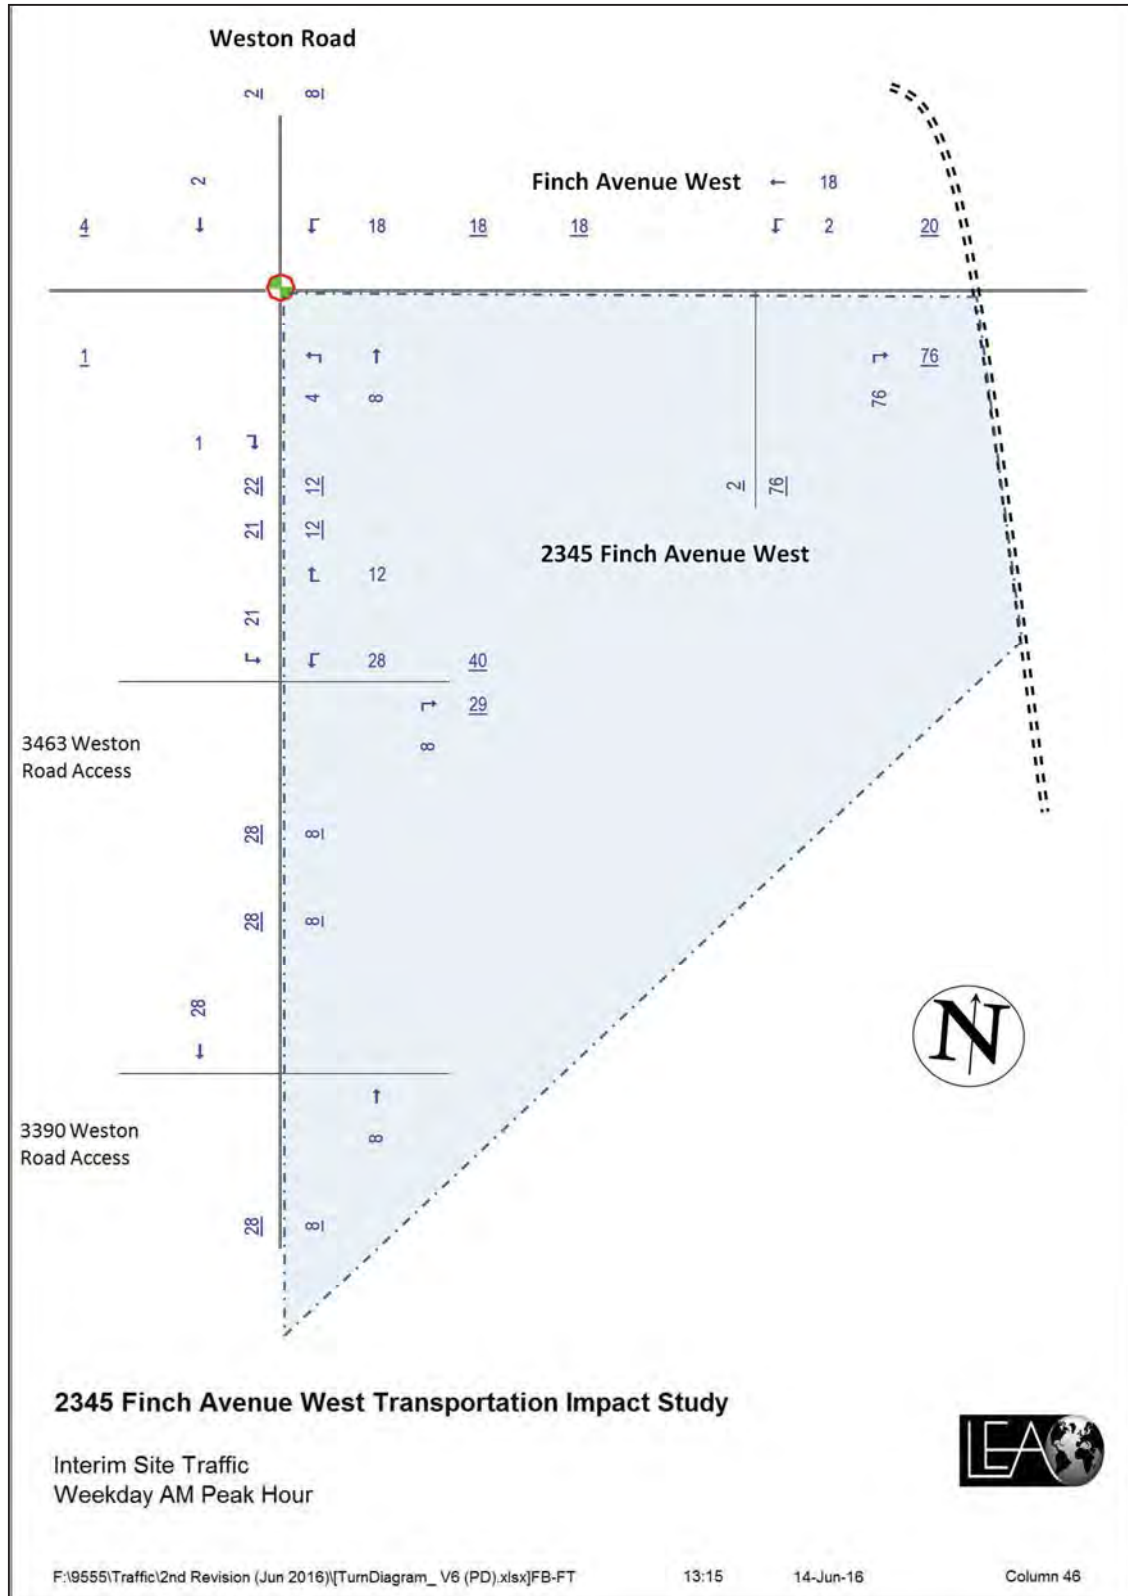 Weston Road
2 8
2
Finch Avenue West ← 18
4 ↓ ↴ 18 18 18 ↴ 2 20
1 ↰ ↑ ↱ 76
4 8 76
1 ↴
22 12 2 76
21 12
2345 Finch Avenue West
↱ 12
21
↳ ↴ 28 40
↱ 29
3463 Weston
Road Access
8
28 8
28 8
28
↓
N
↑
3390 Weston
Road Access
8
28 8
2345 Finch Avenue West Transportation Impact Study
LEA
Interim Site Traffic
Weekday AM Peak Hour
F:\9555\Traffic\2nd Revision (Jun 2016)\[TurnDiagram_ V6 (PD).xlsx]FB-FT 13:15 14-Jun-16 Column 46